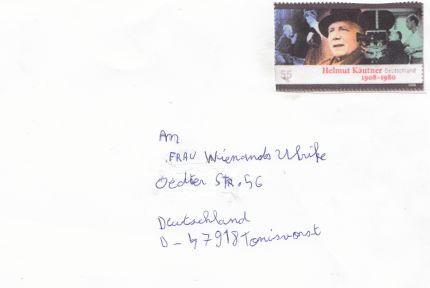 55
Helmut Käutner Deutschland
1908-1980
An
FRAU Wienands Ulrike
Oedter STR. 56
Deutschland
D-47918 Tönisvorst